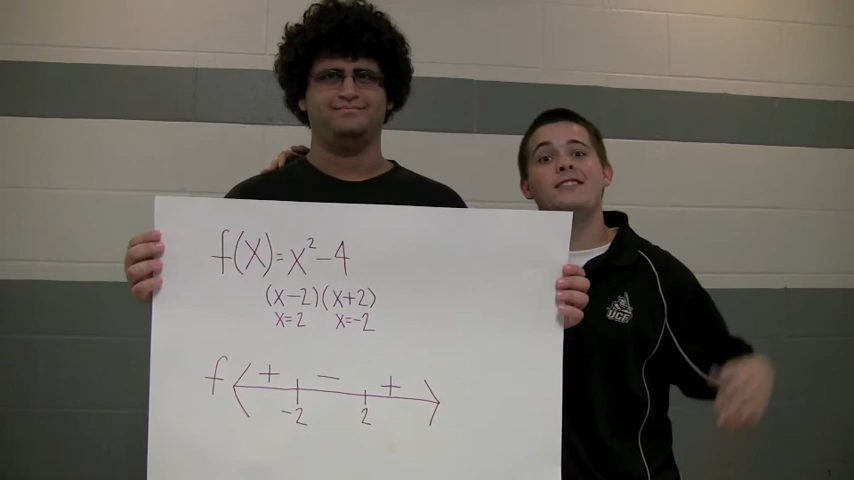 f(x)=x²-4
(x-2)(x+2)
x=2 x=-2
f + - +
-2 2
UCF